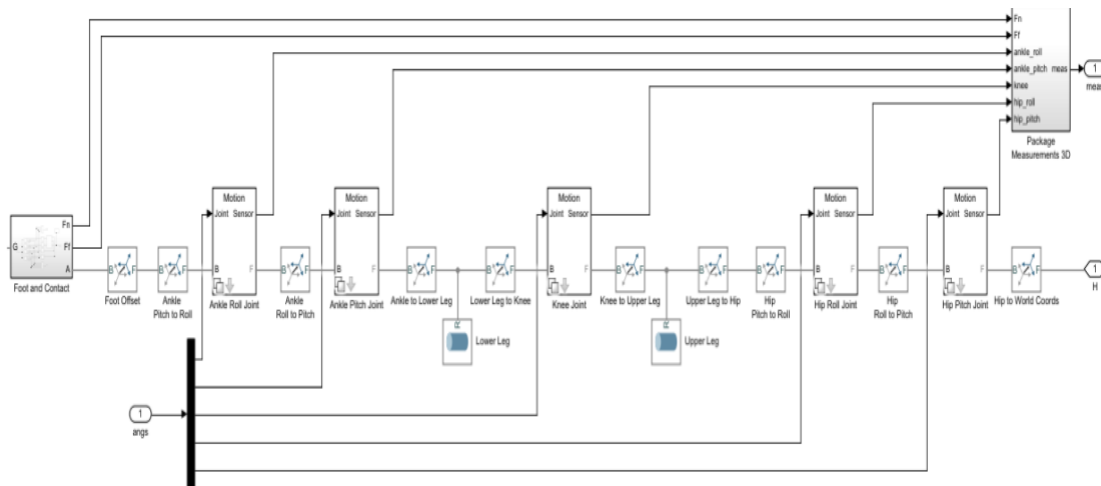 Fn
Ff
ankle_roll
ankle_pitch meas
knee
hip_roll
hip_pitch
1
meas
Package
Measurements 3D
G
Fn
Ff
A
Foot and Contact
B F
Foot Offset
B F
Ankle
Pitch to Roll
Motion
Joint Sensor
B F
Ankle Roll Joint
B F
Ankle
Roll to Pitch
Motion
Joint Sensor
B F
Ankle Pitch Joint
B F
Ankle to Lower Leg
B F
Lower Leg to Knee
Motion
Joint Sensor
B F
Knee Joint
B F
Knee to Upper Leg
B F
Upper Leg to Hip
B F
Hip
Pitch to Roll
Motion
Joint Sensor
B F
Hip Roll Joint
B F
Hip
Roll to Pitch
Motion
Joint Sensor
B F
Hip Pitch Joint
B F
Hip to World Coords
1
H
R
Lower Leg
R
Upper Leg
1
angs